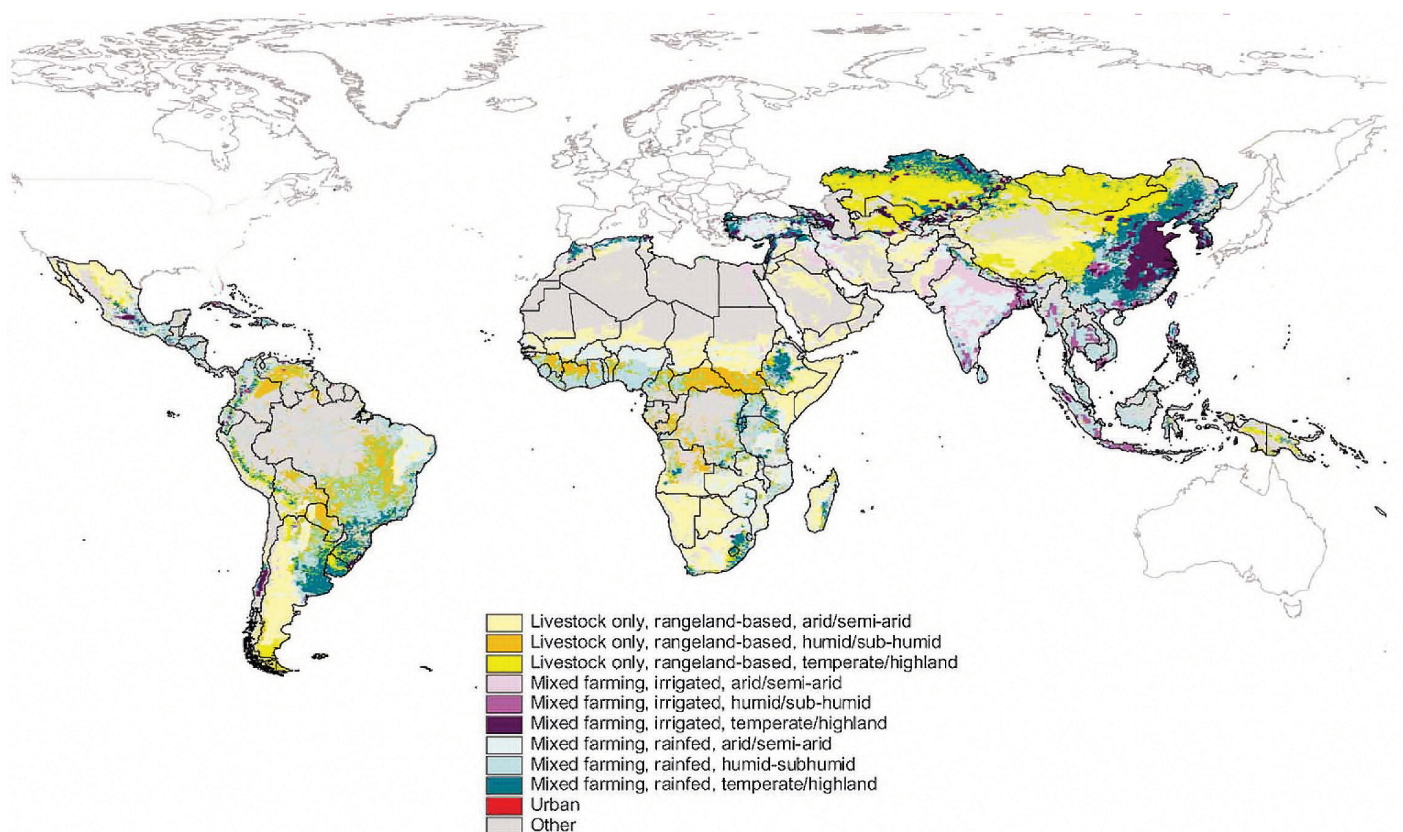 Livestock only, rangeland-based, arid/semi-arid
Livestock only, rangeland-based, humid/sub-humid
Livestock only, rangeland-based, temperate/highland
Mixed farming, irrigated, arid/semi-arid
Mixed farming, irrigated, humid/sub-humid
Mixed farming, irrigated, temperate/highland
Mixed farming, rainfed, arid/semi-arid
Mixed farming, rainfed, humid-subhumid
Mixed farming, rainfed, temperate/highland
Urban
Other